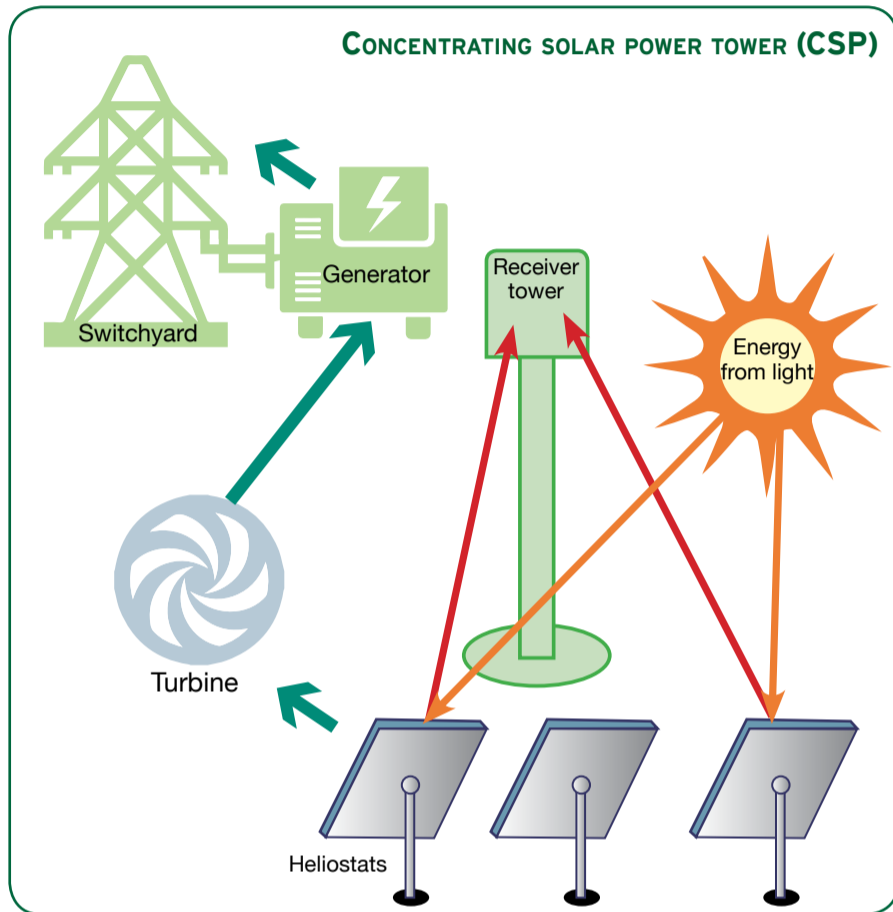 CONCENTRATING SOLAR POWER TOWER (CSP)
Generator
Switchyard
Receiver
tower
Energy
from light
Turbine
Heliostats